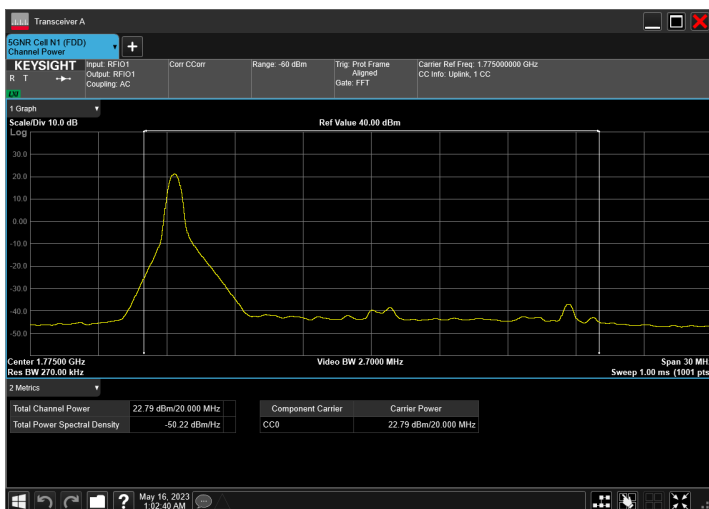 Transceiver A
5GNR Cell N1 (FDD)
Channel Power
KEYSIGHT
R T
LXI
Input: RFIO1
Output: RFIO1
Coupling: AC
Corr CCorr
Range: -60 dBm
Trig: Prot Frame
Aligned
Gate: FFT
Carrier Ref Freq: 1.775000000 GHz
CC Info: Uplink, 1 CC
1 Graph
Scale/Div 10.0 dB
Ref Value 40.00 dBm
Log
30.0
20.0
10.0
0.00
-10.0
-20.0
-30.0
-40.0
-50.0
Center 1.77500 GHz
Video BW 2.7000 MHz
Span 30 MH
Res BW 270.00 kHz
Sweep 1.00 ms (1001 pts
2 Metrics
Total Channel Power 22.79 dBm/20.000 MHz
Total Power Spectral Density -50.22 dBm/Hz
Component Carrier Carrier Power
CC0 22.79 dBm/20.000 MHz
?
May 16, 2023
1:02:40 AM